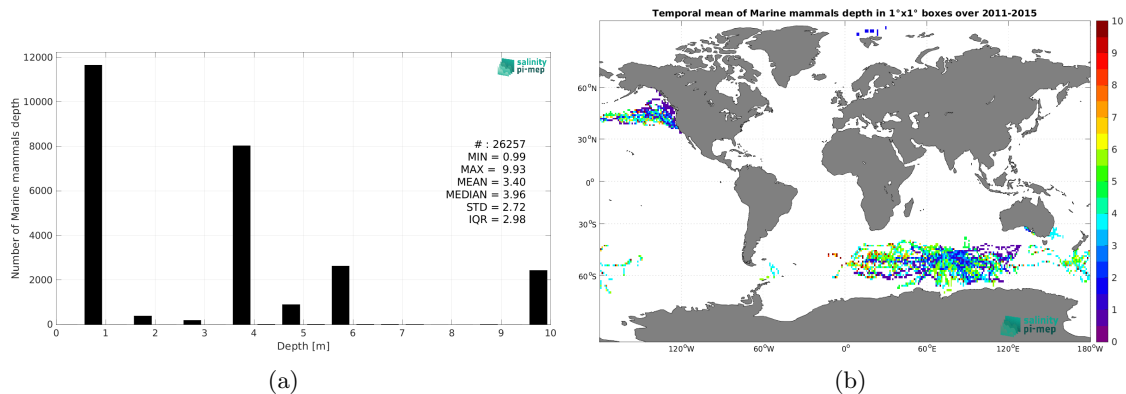 12000
10000
8000
6000
4000
2000
0
Number of Marine mammals depth
salinity
pi-mep
# : 26257
MIN = 0.99
MAX = 9.93
MEAN = 3.40
MEDIAN = 3.96
STD = 2.72
IQR = 2.98
0 1 2 3 4 5 6 7 8 9 10
Depth [m]
(a)
Temporal mean of Marine mammals depth in 1°x1° boxes over 2011-2015
60°N
30°N
0°
30°S
60°S
120°W 60°W 0° 60°E 120°E 180°W
salinity
pi-mep
10
9
8
7
6
5
4
3
2
1
0
(b)